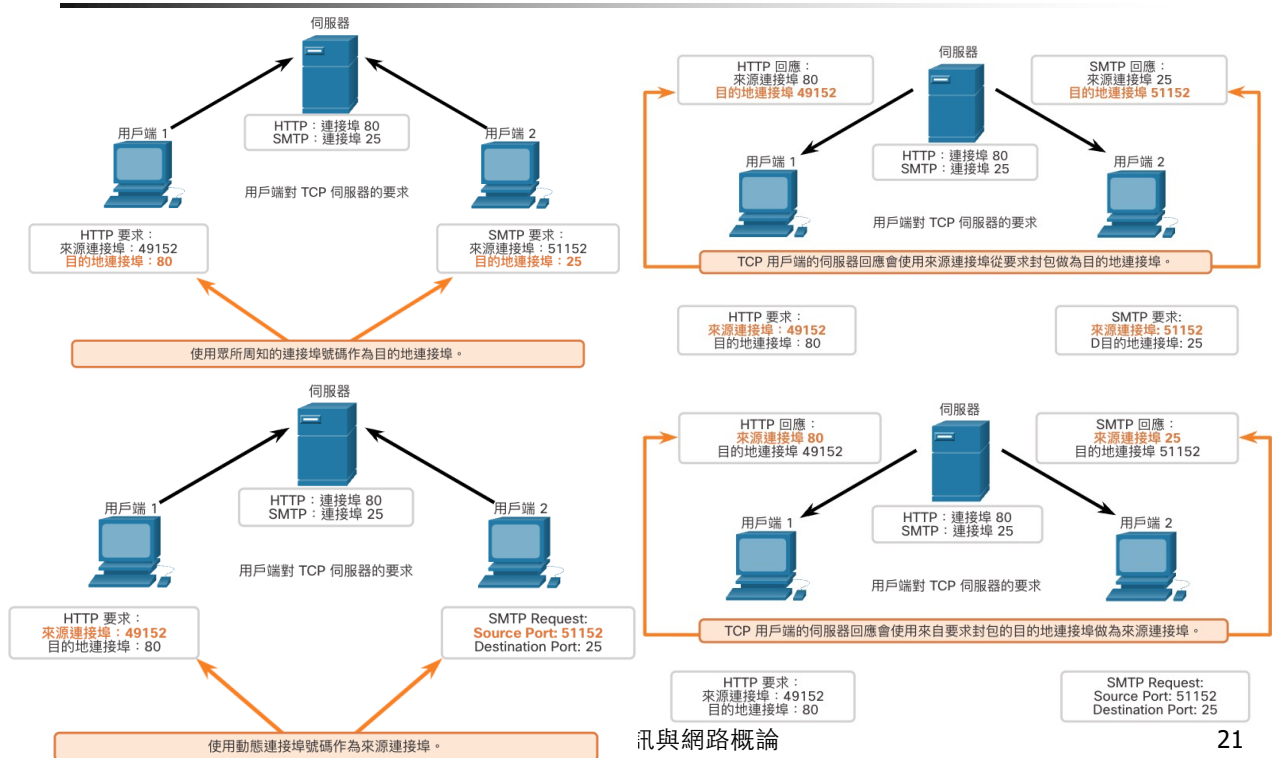 伺服器
HTTP：連接埠 80
SMTP：連接埠 25
用戶端 1
用戶端 2
用戶端對 TCP 伺服器的要求
HTTP 要求：
來源連接埠：49152
目的地連接埠：80
SMTP 要求：
來源連接埠：51152
目的地連接埠：25
使用眾所周知的連接埠號碼作為目的地連接埠。
伺服器
HTTP 回應：
來源連接埠 80
目的地連接埠 49152
SMTP 回應：
來源連接埠 25
目的地連接埠 51152
HTTP：連接埠 80
SMTP：連接埠 25
用戶端 1
用戶端 2
用戶端對 TCP 伺服器的要求
TCP 用戶端的伺服器回應會使用來源連接埠從要求封包做為目的地連接埠。
HTTP 要求：
來源連接埠：49152
目的地連接埠：80
SMTP 要求:
來源連接埠: 51152
D目的地連接埠: 25
伺服器
HTTP：連接埠 80
SMTP：連接埠 25
用戶端 1
用戶端 2
用戶端對 TCP 伺服器的要求
HTTP 要求：
來源連接埠：49152
目的地連接埠：80
SMTP Request:
Source Port: 51152
Destination Port: 25
使用動態連接埠號碼作為來源連接埠。
伺服器
HTTP 回應：
來源連接埠 80
目的地連接埠 49152
SMTP 回應：
來源連接埠 25
目的地連接埠 51152
HTTP：連接埠 80
SMTP：連接埠 25
用戶端 1
用戶端 2
用戶端對 TCP 伺服器的要求
TCP 用戶端的伺服器回應會使用來自要求封包的目的地連接埠做為來源連接埠。
HTTP 要求：
來源連接埠：49152
目的地連接埠：80
SMTP Request:
Source Port: 51152
Destination Port: 25
訊與網路概論
21